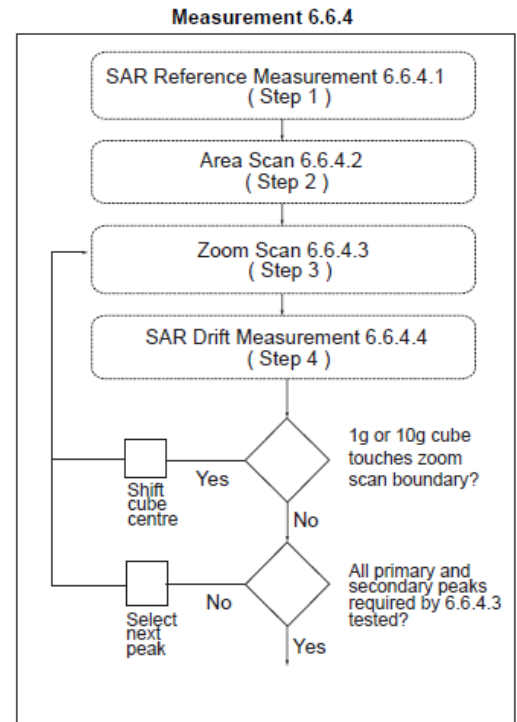 Measurement 6.6.4
SAR Reference Measurement 6.6.4.1
( Step 1 )
Area Scan 6.6.4.2
( Step 2 )
Zoom Scan 6.6.4.3
( Step 3 )
SAR Drift Measurement 6.6.4.4
( Step 4 )
1g or 10g cube
touches zoom
scan boundary?
Yes
Shift
cube
centre
No
All primary and
secondary peaks
required by 6.6.4.3
tested?
No
Select
next
peak
Yes